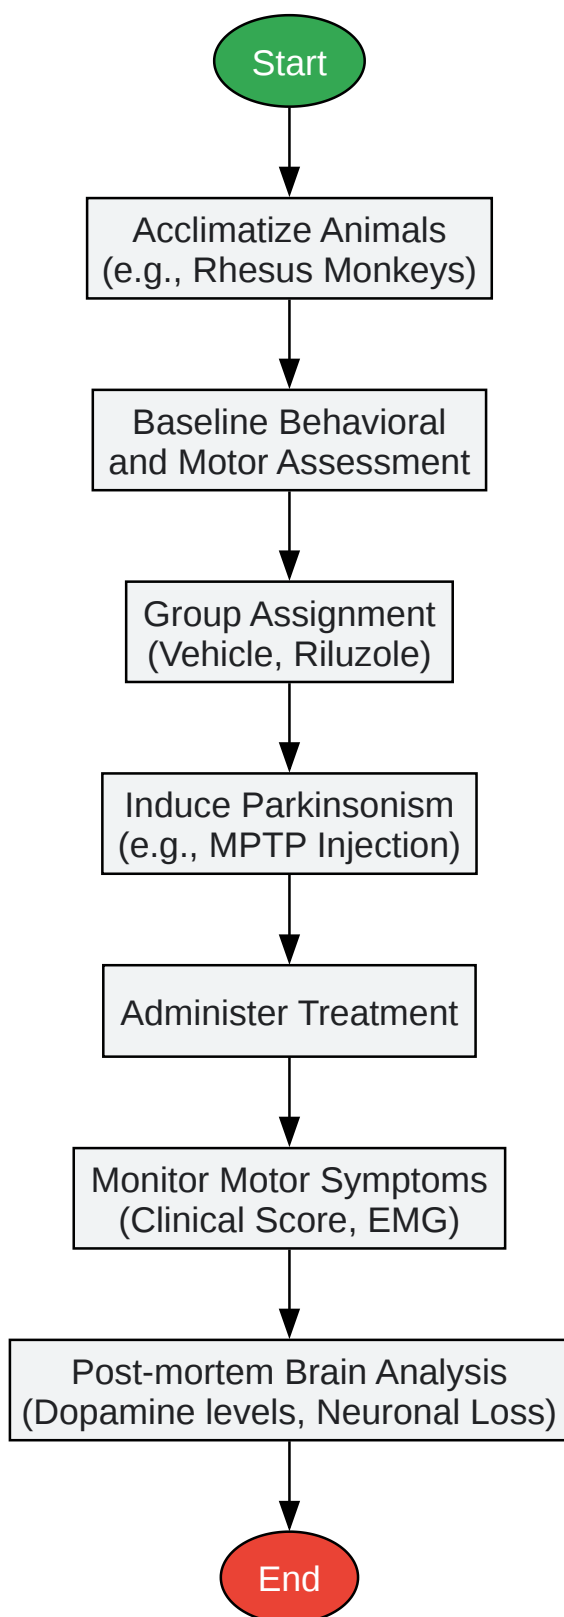 Start
Acclimatize Animals
(e.g., Rhesus Monkeys)
Baseline Behavioral
and Motor Assessment
Group Assignment
(Vehicle, Riluzole)
Induce Parkinsonism
(e.g., MPTP Injection)
Administer Treatment
Monitor Motor Symptoms
(Clinical Score, EMG)
Post-mortem Brain Analysis
(Dopamine levels, Neuronal Loss)
End